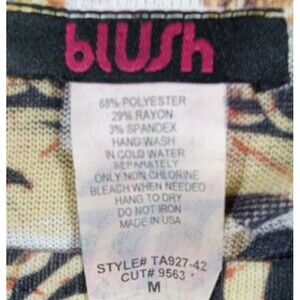 blush
68% POLYESTER
29% RAYON
3% SPANDEX
HAND WASH
IN COLD WATER
SEPARATELY
ONLY NON CHLORINE
BLEACH WHEN NEEDED
HANG TO DRY
DO NOT IRON
MADE IN USA
STYLE# TA927-42
CUT# 9563
M